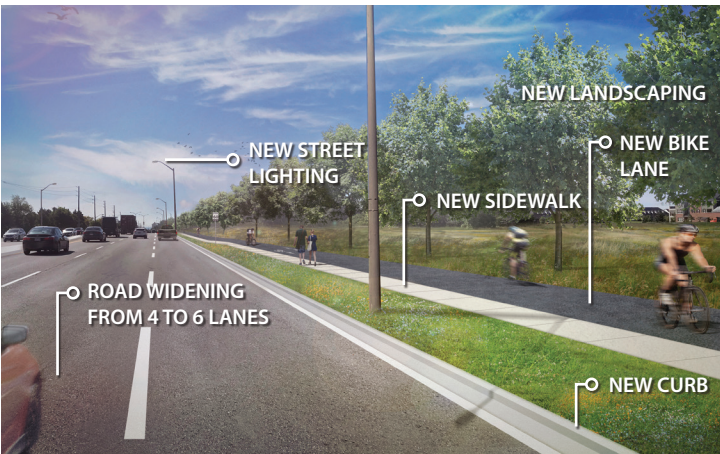 NEW LANDSCAPING
NEW STREET
LIGHTING
NEW BIKE
LANE
NEW SIDEWALK
ROAD WIDENING
FROM 4 TO 6 LANES
NEW CURB